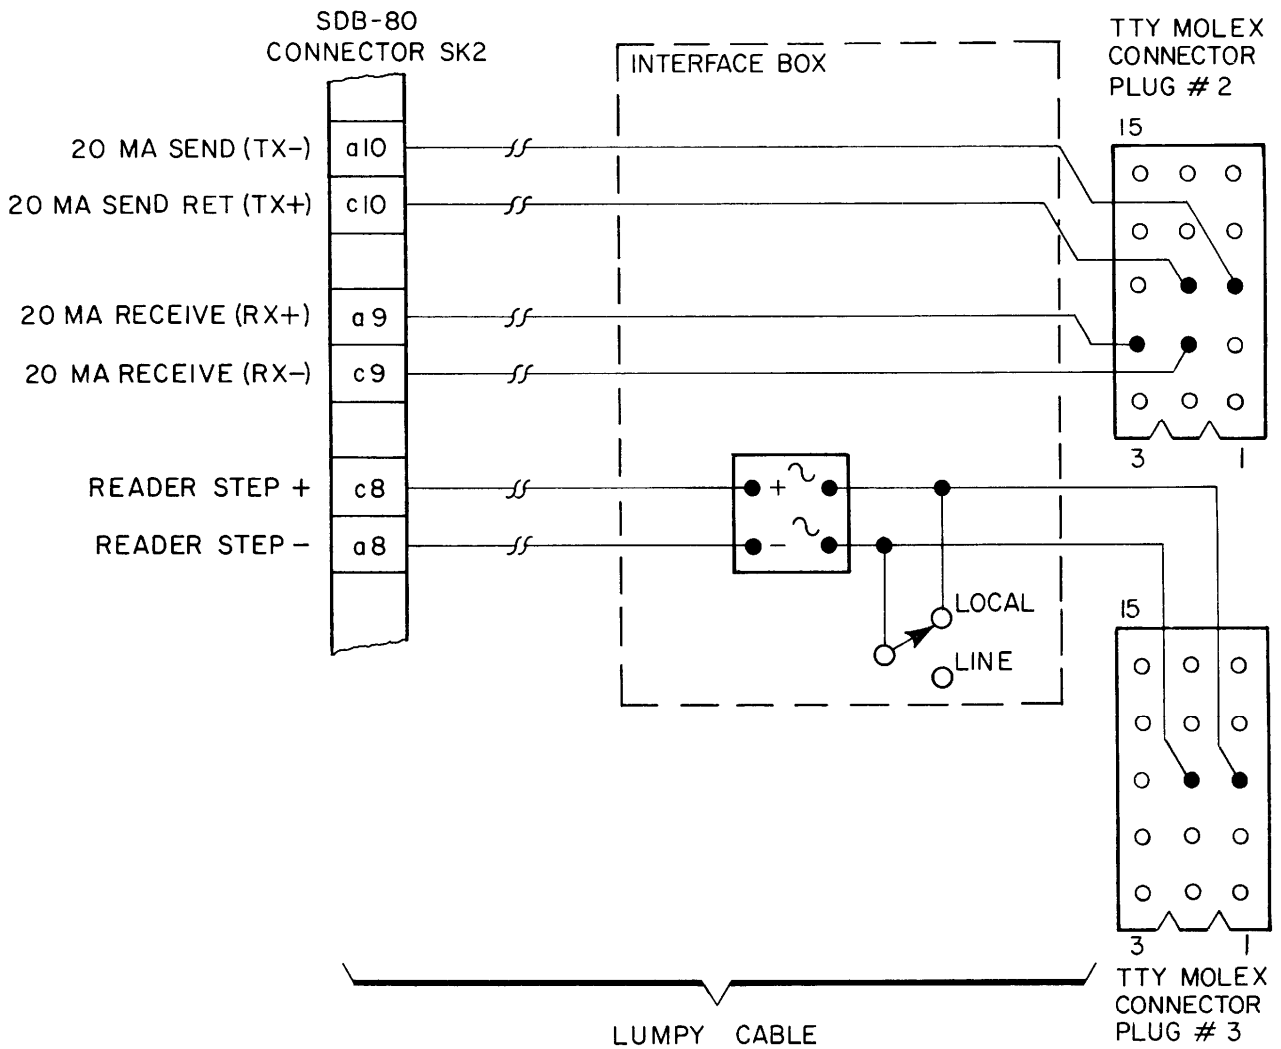 SDB-80
CONNECTOR SK2
INTERFACE BOX
TTY MOLEX
CONNECTOR
PLUG # 2
15
20 MA SEND (TX-) a10
20 MA SEND RET (TX+) c10
20 MA RECEIVE (RX+) a9
20 MA RECEIVE (RX-) c9
3 1
READER STEP + c8
+ ~
READER STEP - a8
- ~
LOCAL
LINE
15
3 1
TTY MOLEX
CONNECTOR
PLUG # 3
LUMPY CABLE